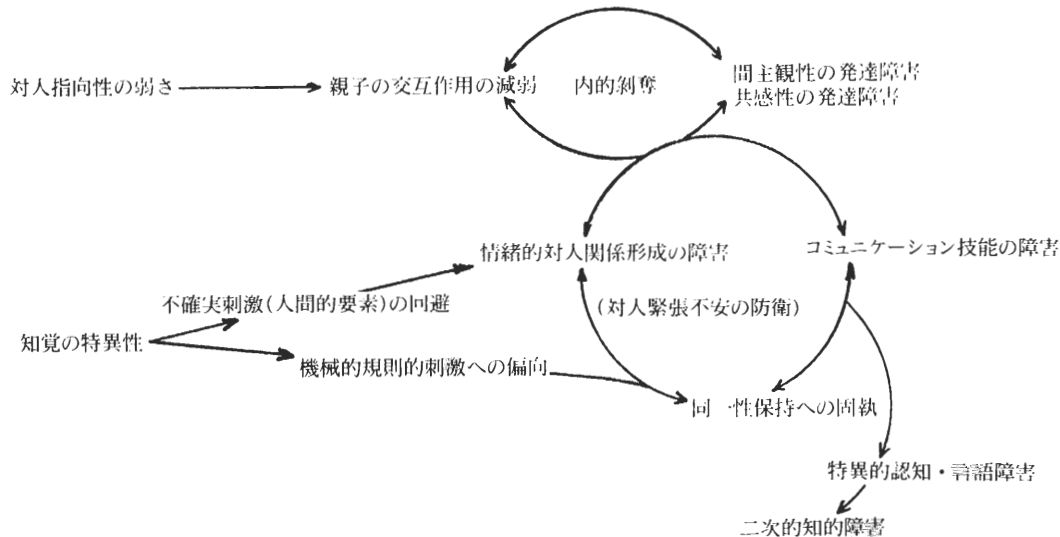 間主観性の発達障害
対人指向性の弱さ
親子の交互作用の減弱
内的剝奪
共感性の発達障害
情緒的対人関係形成の障害
コミュニケーション技能の障害
不確実刺激(人間的要素)の回避
(対人緊張不安の防衛)
知覚の特異性
機械的規則的刺激への偏向
同一性保持への固執
特異的認知・言語障害
二次的知的障害